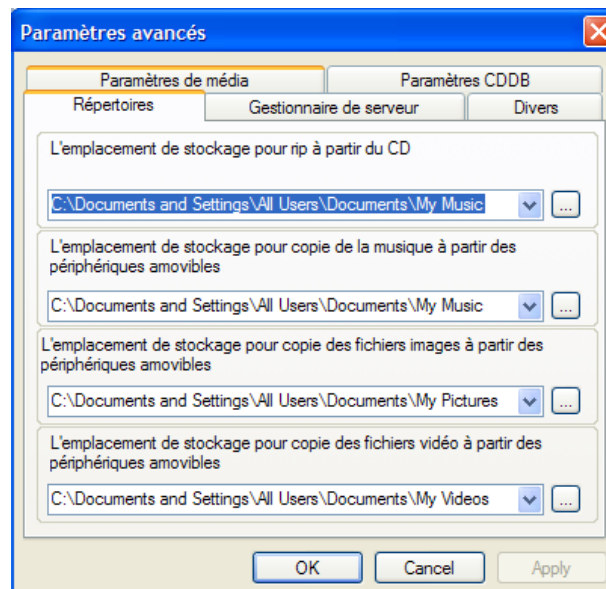 Paramètres avancés
Paramètres de média
Paramètres CDDB
Répertoires
Gestionnaire de serveur
Divers
L'emplacement de stockage pour rip à partir du CD
C:\Documents and Settings\All Users\Documents\My Music
...
L'emplacement de stockage pour copie de la musique à partir des
périphériques amovibles
C:\Documents and Settings\All Users\Documents\My Music
...
L'emplacement de stockage pour copie des fichiers images à partir des
périphériques amovibles
C:\Documents and Settings\All Users\Documents\My Pictures
...
L'emplacement de stockage pour copie des fichiers vidéo à partir des
périphériques amovibles
C:\Documents and Settings\All Users\Documents\My Videos
...
OK
Cancel
Apply